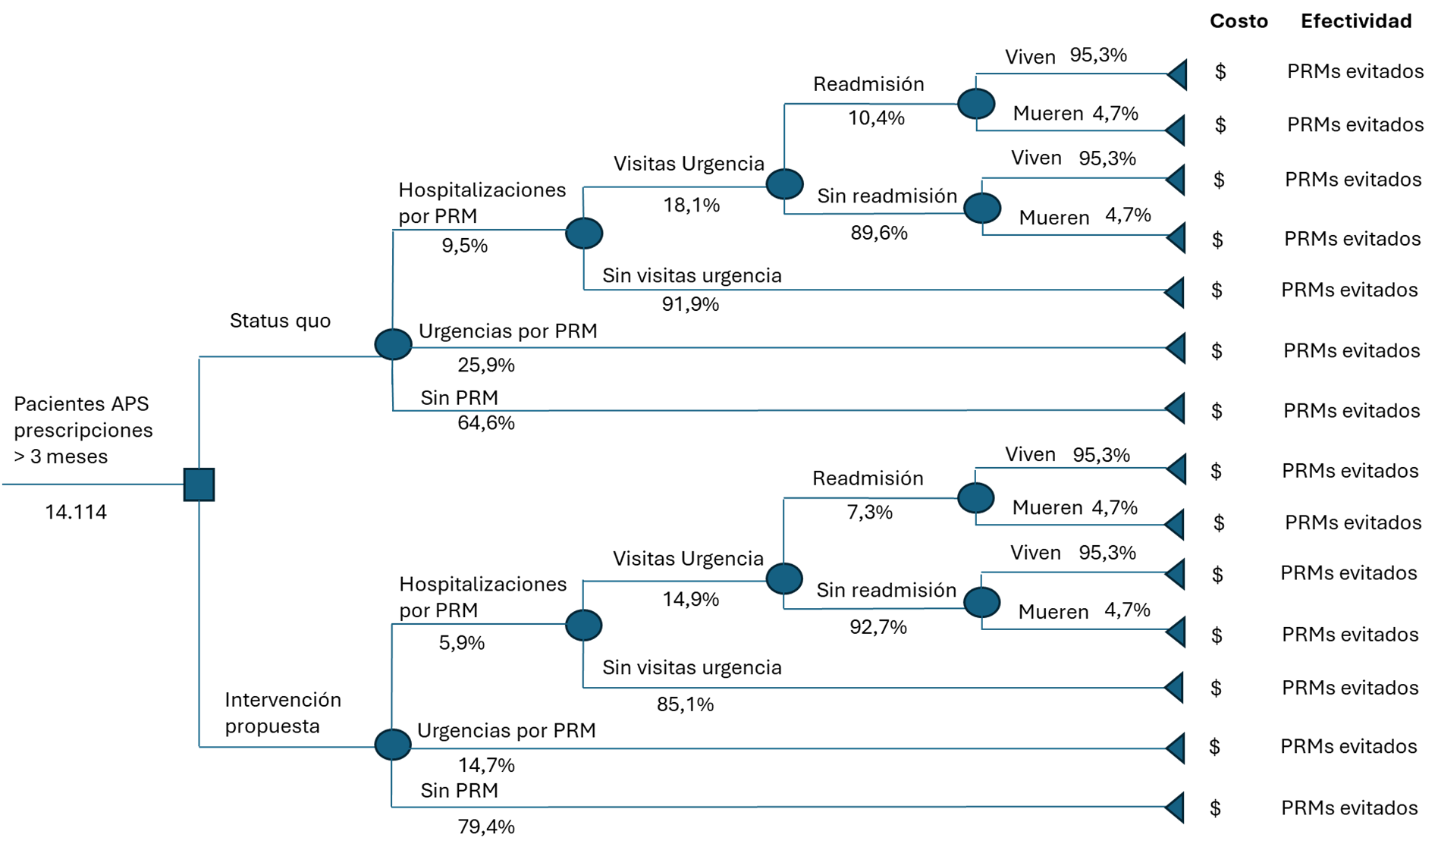 Costo Efectividad
Viven 95,3%
$ PRMs evitados
Readmisión
10,4%
Mueren 4,7%
$ PRMs evitados
Visitas Urgencia
18,1%
Viven 95,3%
$ PRMs evitados
Sin readmisión
89,6%
Mueren 4,7%
$ PRMs evitados
Hospitalizaciones
por PRM
9,5%
Sin visitas urgencia
91,9%
$ PRMs evitados
Status quo
Urgencias por PRM
25,9%
$ PRMs evitados
Sin PRM
64,6%
$ PRMs evitados
Pacientes APS
prescripciones
> 3 meses
14.114
Viven 95,3%
$ PRMs evitados
Readmisión
7,3%
Mueren 4,7%
$ PRMs evitados
Visitas Urgencia
14,9%
Viven 95,3%
$ PRMs evitados
Sin readmisión
92,7%
Mueren 4,7%
$ PRMs evitados
Hospitalizaciones
por PRM
5,9%
Sin visitas urgencia
85,1%
$ PRMs evitados
Intervención
propuesta
Urgencias por PRM
14,7%
$ PRMs evitados
Sin PRM
79,4%
$ PRMs evitados